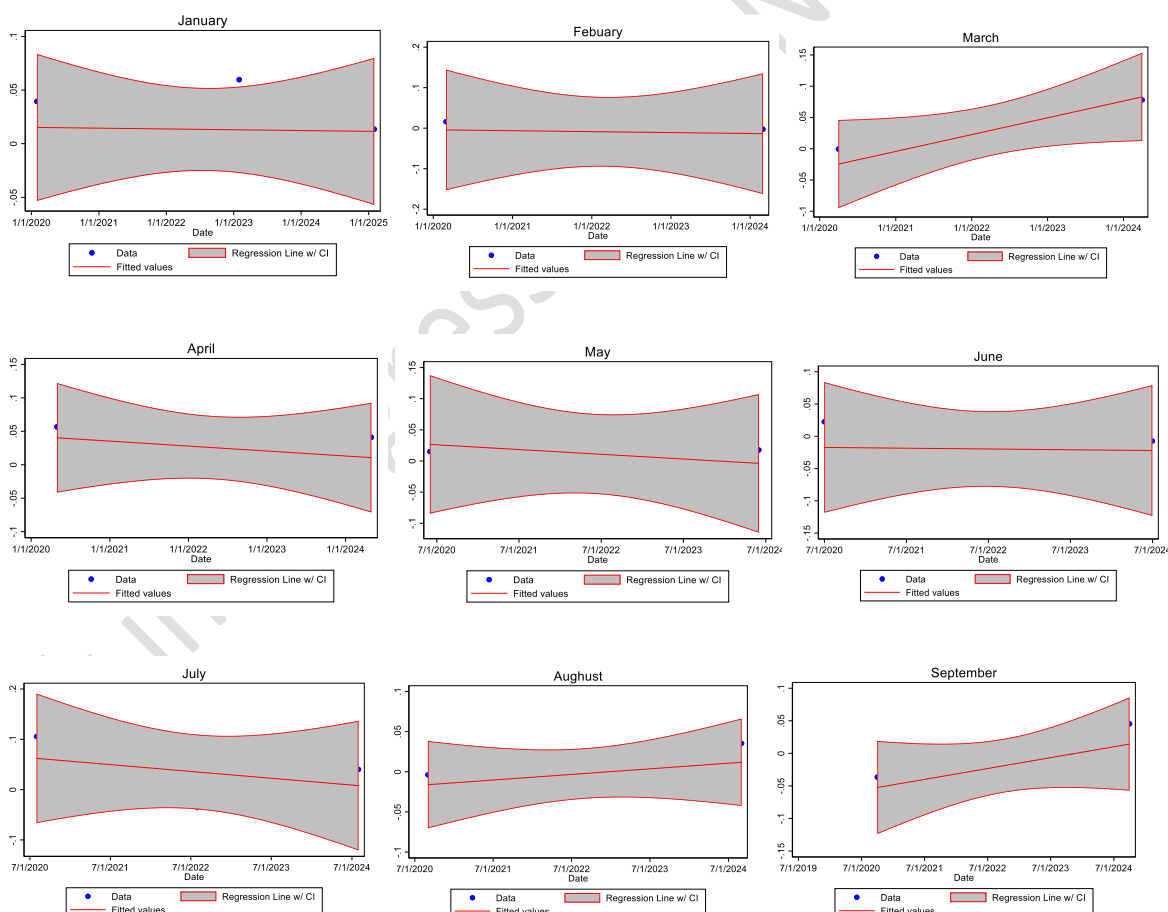 January
.1
.05
0
-.05
1/1/2020 1/1/2021 1/1/2022 1/1/2023 1/1/2024 1/1/2025
Date
Data Regression Line w/ CI
Fitted values
Febuary
.2
.1
0
-.1
-.2
1/1/2020 1/1/2021 1/1/2022 1/1/2023 1/1/2024
Date
Data Regression Line w/ CI
Fitted values
March
.15
.1
.05
0
-.05
-.1
1/1/2020 1/1/2021 1/1/2022 1/1/2023 1/1/2024
Date
Data Regression Line w/ CI
Fitted values
April
.15
.1
.05
0
-.05
-.1
1/1/2020 1/1/2021 1/1/2022 1/1/2023 1/1/2024
Date
Data Regression Line w/ CI
Fitted values
May
.15
.1
.05
0
-.05
-.1
7/1/2020 7/1/2021 7/1/2022 7/1/2023 7/1/2024
Date
Data Regression Line w/ CI
Fitted values
June
.1
.05
0
-.05
-.1
-.15
7/1/2020 7/1/2021 7/1/2022 7/1/2023 7/1/2024
Date
Data Regression Line w/ CI
Fitted values
July
.2
.1
0
-.1
7/1/2020 7/1/2021 7/1/2022 7/1/2023 7/1/2024
Date
Data Regression Line w/ CI
Fitted values
Aughust
.1
.05
0
-.05
-.1
7/1/2020 7/1/2021 7/1/2022 7/1/2023 7/1/2024
Date
Data Regression Line w/ CI
Fitted values
September
.1
.05
0
-.05
-.1
-.15
7/1/2019 7/1/2020 7/1/2021 7/1/2022 7/1/2023 7/1/2024
Date
Data Regression Line w/ CI
Fitted values